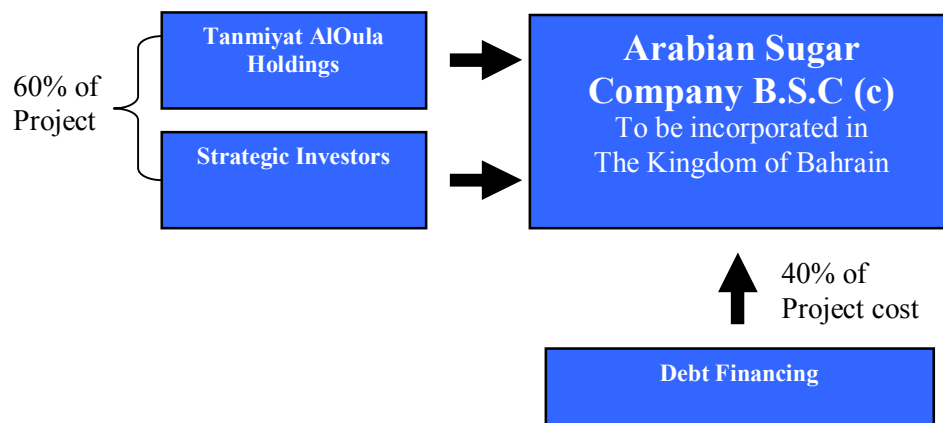 60% of
Project
Tanmiyat AlOula
Holdings
Strategic Investors
Arabian Sugar
Company B.S.C (c)
To be incorporated in
The Kingdom of Bahrain
40% of
Project cost
Debt Financing